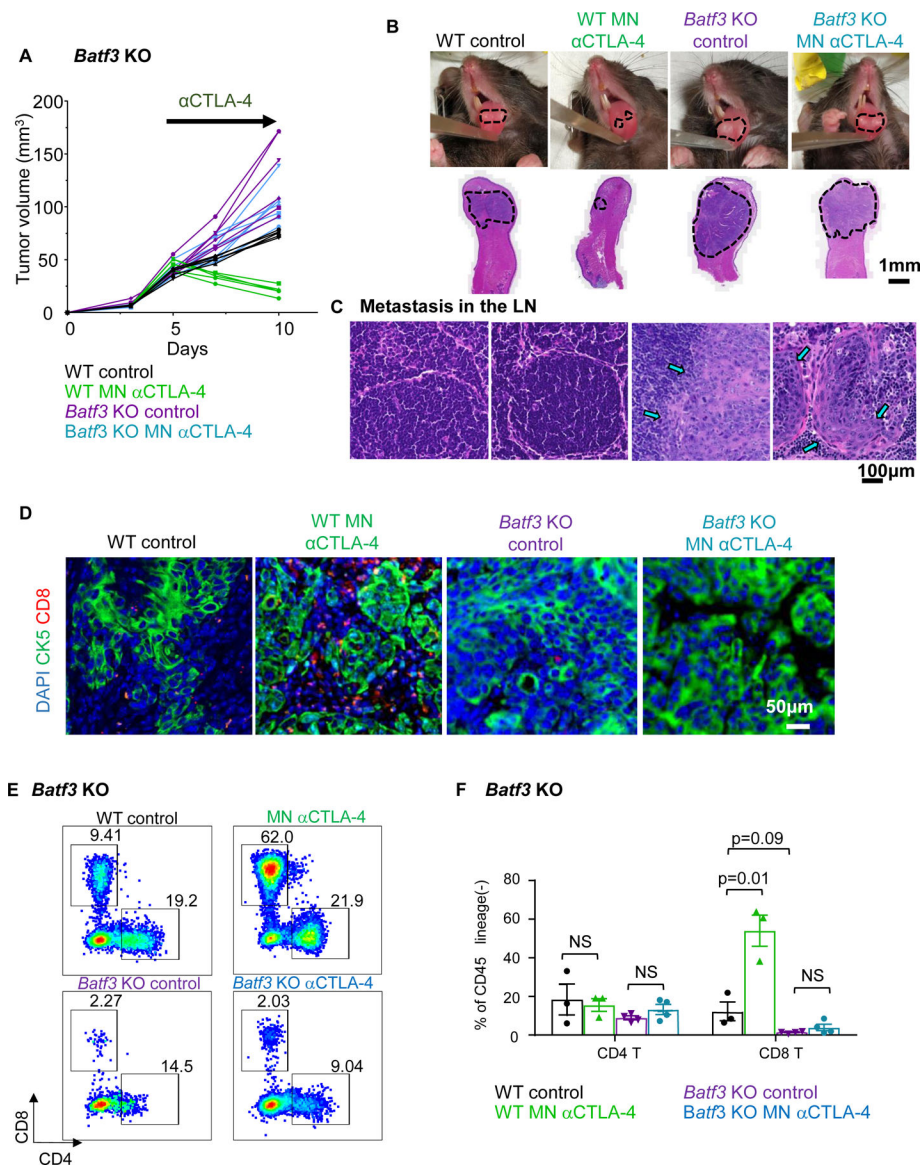 A Batf3 KO
αCTLA-4
Tumor volume (mm3)
200
150
100
50
0
0 5 10
Days
WT control
WT MN αCTLA-4
Batf3 KO control
Batf3 KO MN αCTLA-4
B
WT control
WT MN
αCTLA-4
Batf3 KO
control
Batf3 KO
MN αCTLA-4
1mm
C Metastasis in the LN
100μm
D
WT control
WT MN
αCTLA-4
Batf3 KO
control
Batf3 KO
MN αCTLA-4
DAPI CK5 CD8
50μm
E Batf3 KO
WT control
9.41
19.2
MN αCTLA-4
62.0
21.9
Batf3 KO control
2.27
14.5
Batf3 KO αCTLA-4
2.03
9.04
CD8
CD4
F Batf3 KO
% of CD45 lineage(-)
80
60
40
20
0
NS
NS
p=0.09
p=0.01
NS
CD4 T
CD8 T
WT control
WT MN αCTLA-4
Batf3 KO control
Batf3 KO MN αCTLA-4